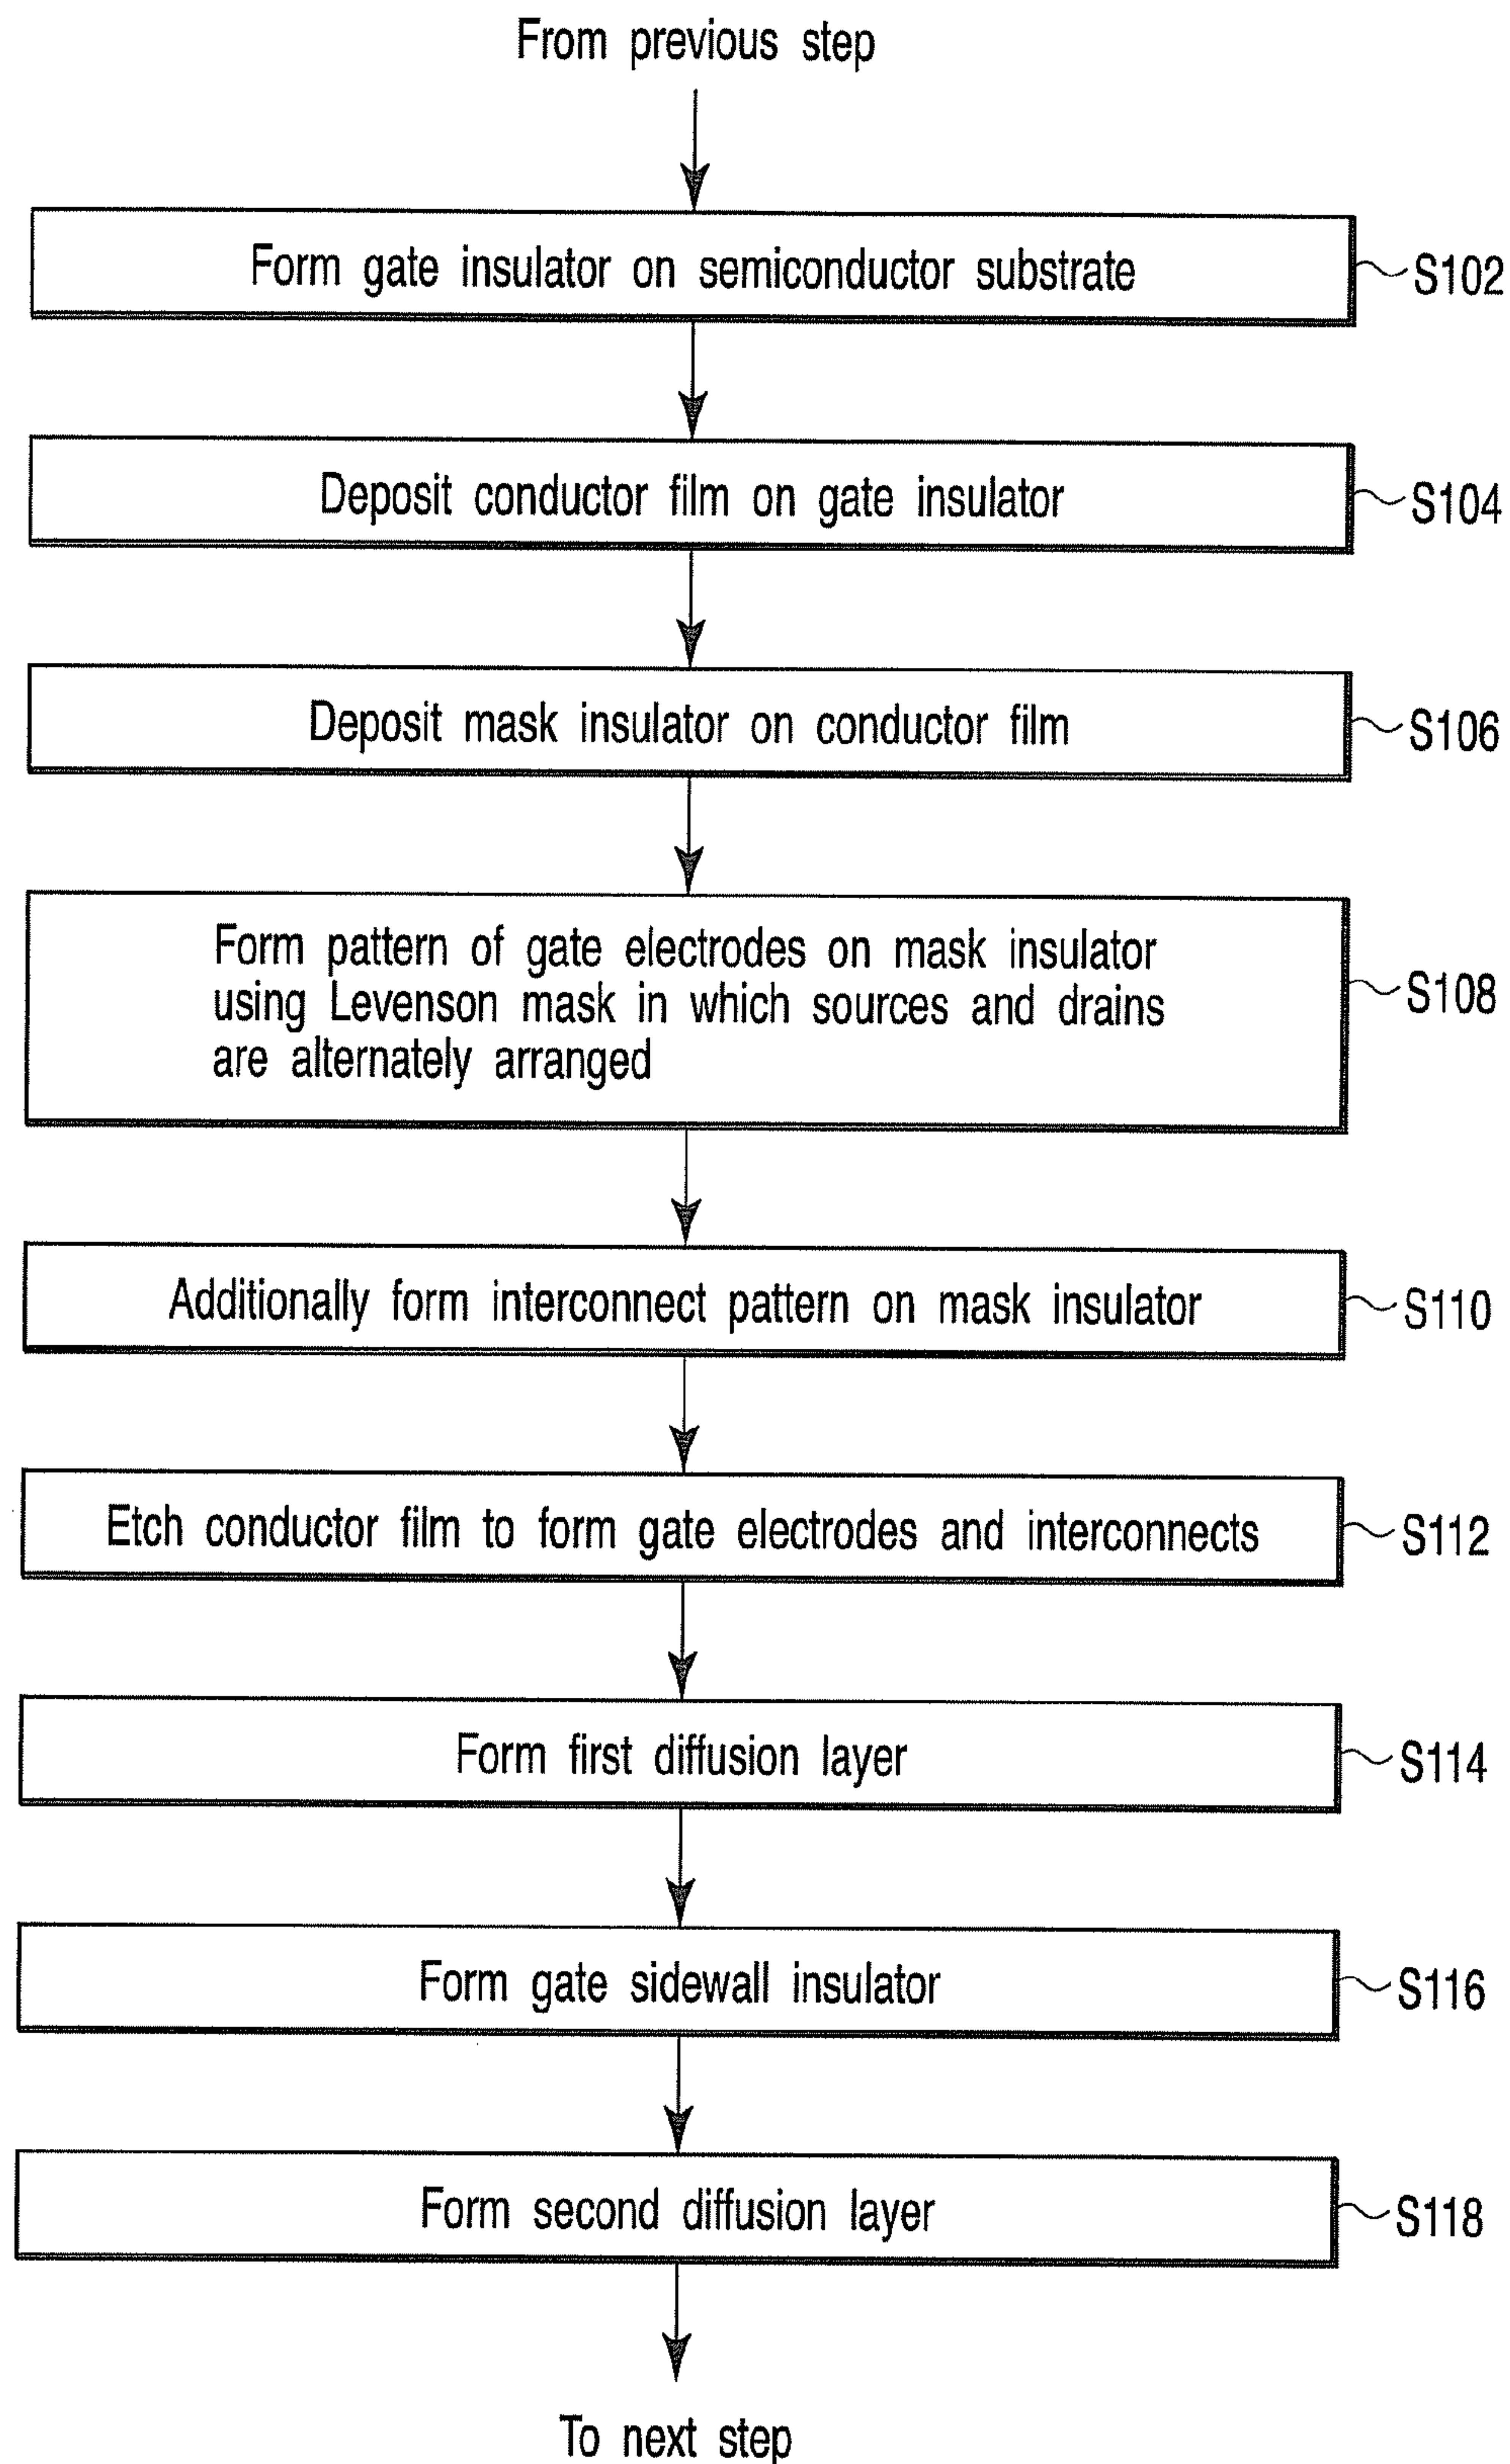 From previous step
Form gate insulator on semiconductor substrate
S102
Deposit conductor film on gate insulator
S104
Deposit mask insulator on conductor film
S106
Form pattern of gate electrodes on mask insulator
using Levenson mask in which sources and drains
are alternately arranged
S108
Additionally form interconnect pattern on mask insulator
S110
Etch conductor film to form gate electrodes and interconnects
S112
Form first diffusion layer
S114
Form gate sidewall insulator
S116
Form second diffusion layer
S118
To next step